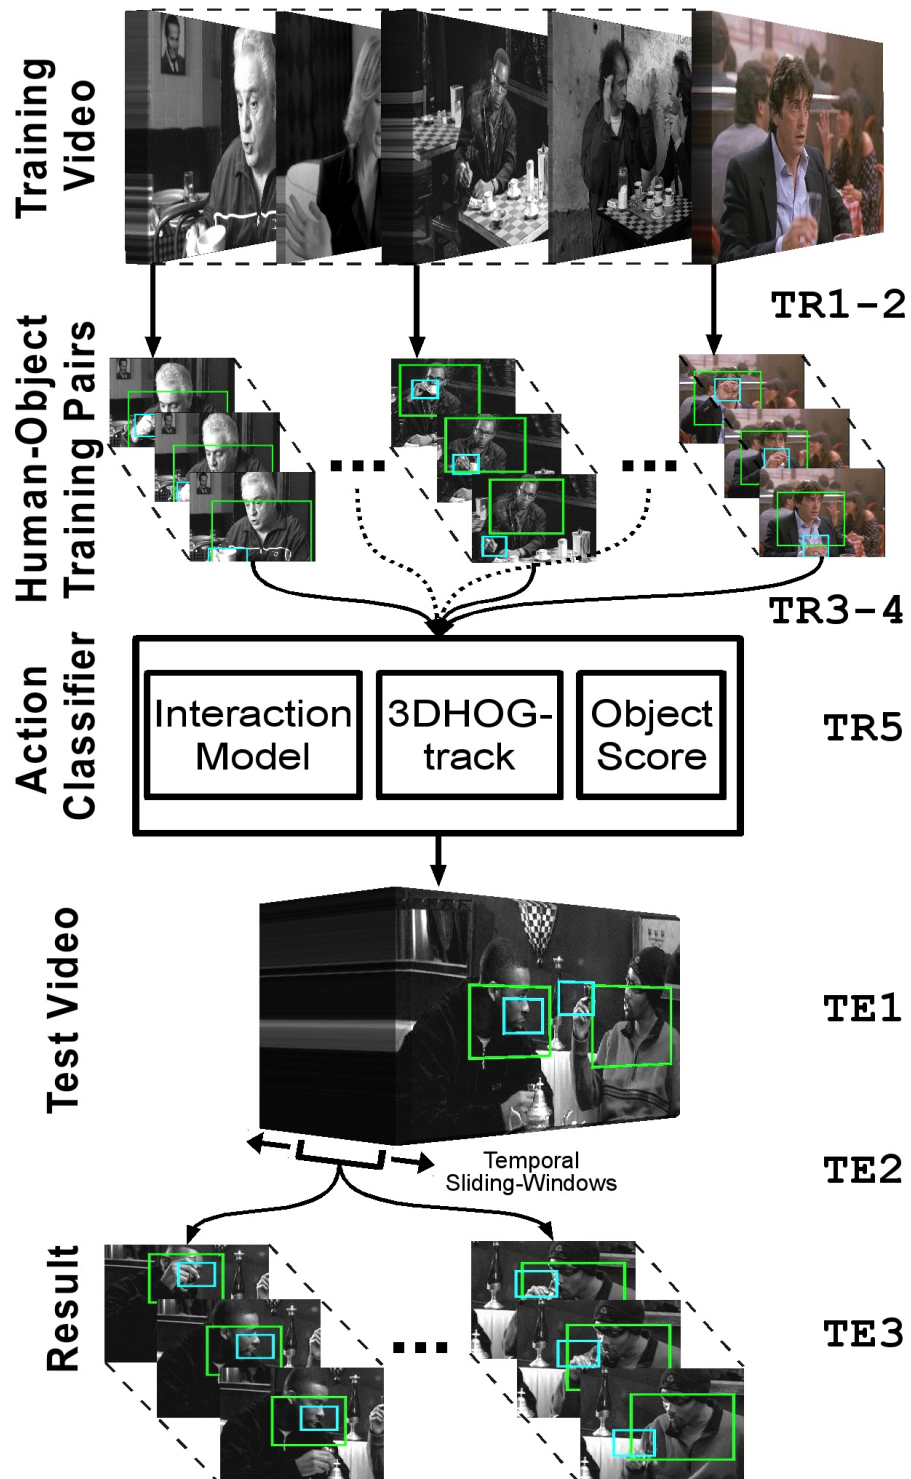 Training
Video
TR1-2
Human-Object
Training Pairs
TR3-4
Action
Classifier
Interaction
Model
3DHOG-
track
Object
Score
TR5
Test Video
TE1
Temporal
Sliding-Windows
TE2
Result
TE3